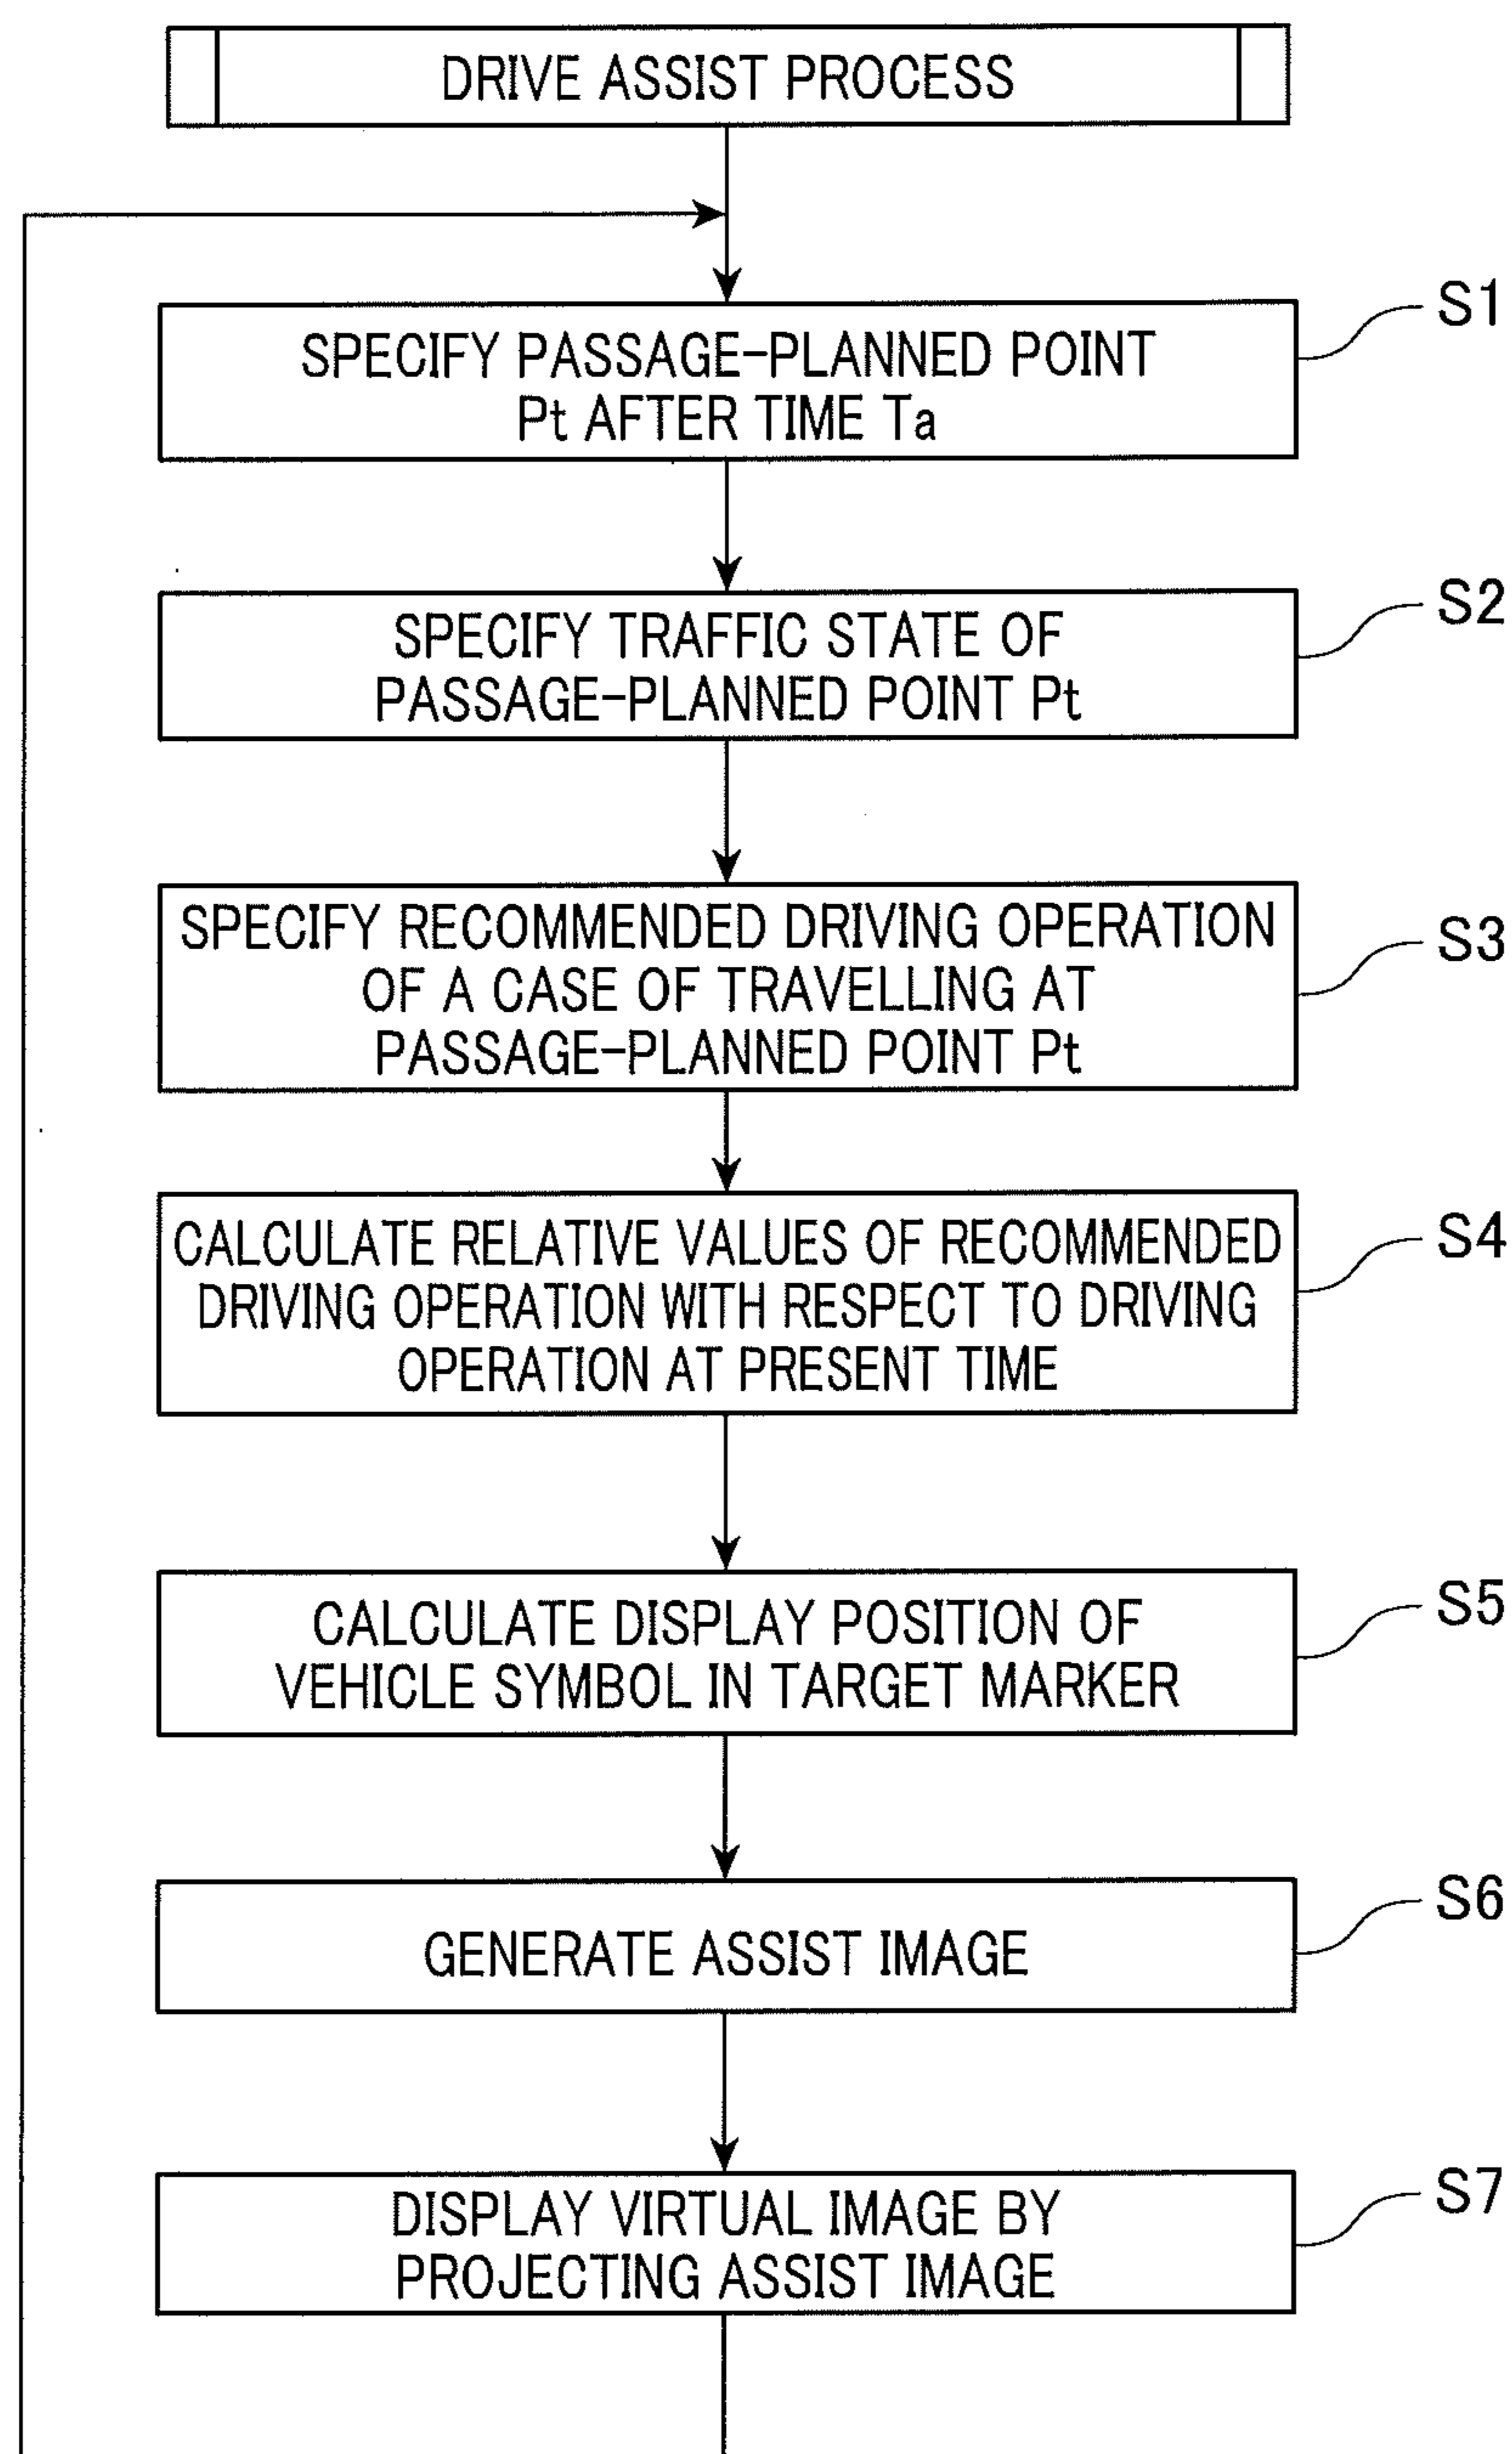 DRIVE ASSIST PROCESS
S1
SPECIFY PASSAGE-PLANNED POINT
Pt AFTER TIME Ta
S2
SPECIFY TRAFFIC STATE OF
PASSAGE-PLANNED POINT Pt
S3
SPECIFY RECOMMENDED DRIVING OPERATION
OF A CASE OF TRAVELLING AT
PASSAGE-PLANNED POINT Pt
S4
CALCULATE RELATIVE VALUES OF RECOMMENDED
DRIVING OPERATION WITH RESPECT TO DRIVING
OPERATION AT PRESENT TIME
S5
CALCULATE DISPLAY POSITION OF
VEHICLE SYMBOL IN TARGET MARKER
S6
GENERATE ASSIST IMAGE
S7
DISPLAY VIRTUAL IMAGE BY
PROJECTING ASSIST IMAGE